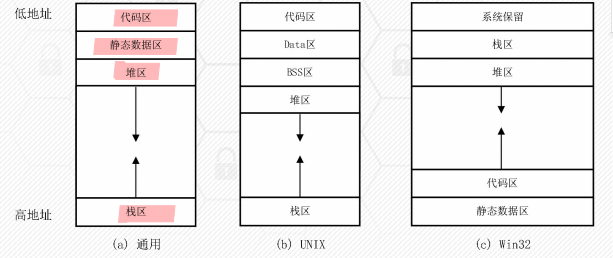 低地址
代码区
静态数据区
堆区
栈区
高地址
(a) 通用
代码区
Data区
BSS区
堆区
栈区
(b) UNIX
系统保留
栈区
堆区
代码区
静态数据区
(c) Win32